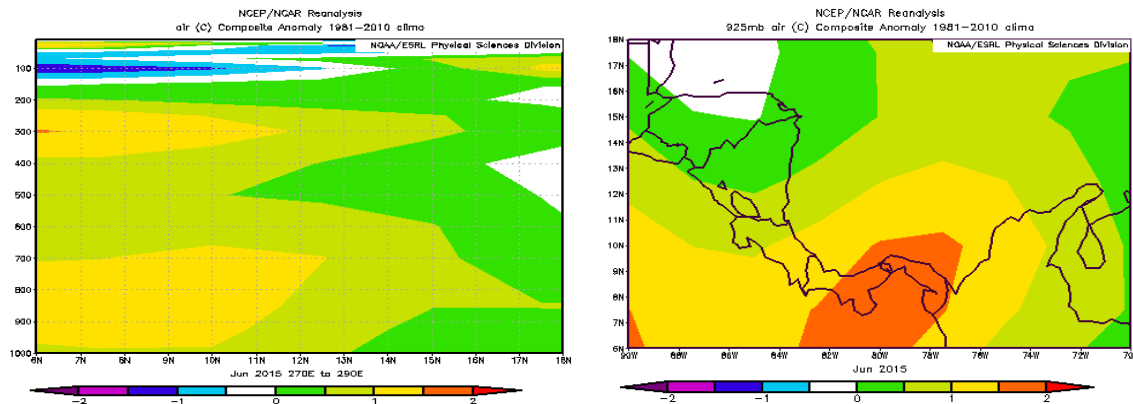 NCEP/NCAR Reanalysis
air (C) Composite Anomaly 1981-2010 clima
NOAA/ESRL Physical Sciences Division
100
200
300
400
500
600
700
800
900
1000
6N 7N 8N 9N 10N 11N 12N 13N 14N 15N 16N 17N 18N
Jun 2015 270E to 290E
-2 -1 0 1 2
NCEP/NCAR Reanalysis
925mb air (C) Composite Anomaly 1981-2010 clima
NOAA/ESRL Physical Sciences Division
18N
17N
16N
15N
14N
13N
12N
11N
10N
9N
8N
7N
6N
90W 88W 86W 84W 82W 80W 78W 76W 74W 72W 70
Jun 2015
-2 -1 0 1 2